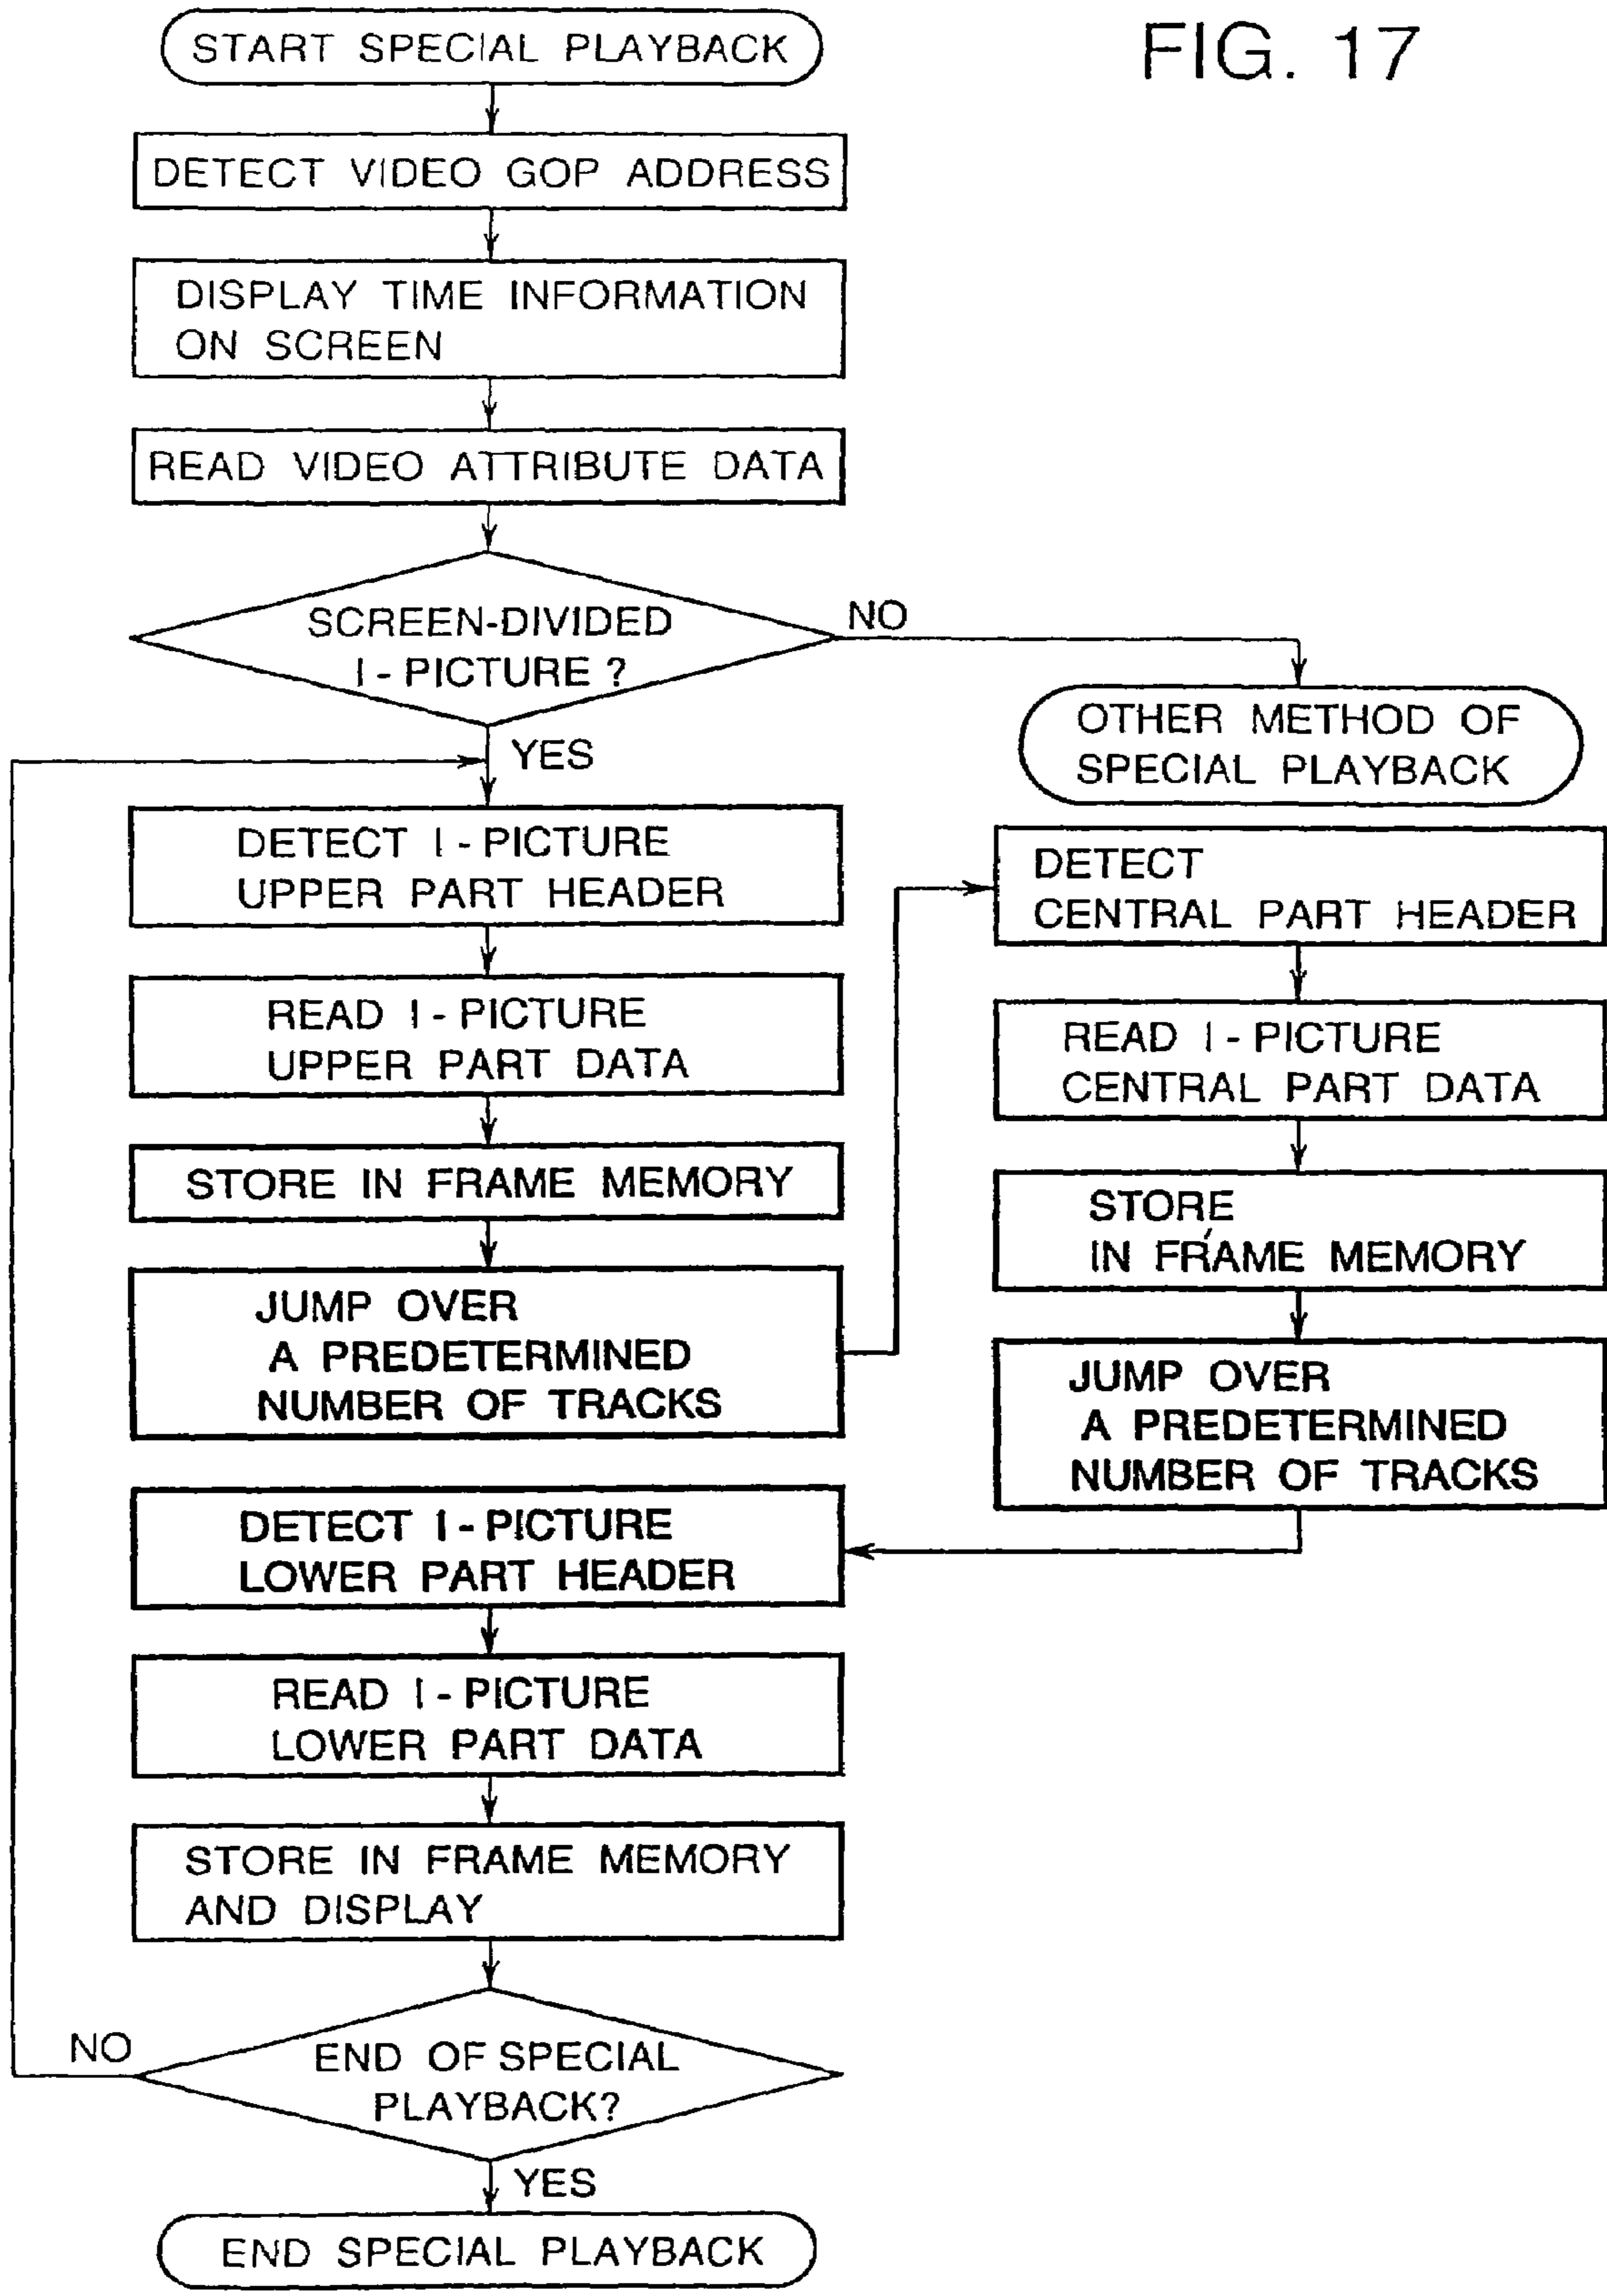 FIG. 17
START SPECIAL PLAYBACK
DETECT VIDEO GOP ADDRESS
DISPLAY TIME INFORMATION
ON SCREEN
READ VIDEO ATTRIBUTE DATA
SCREEN-DIVIDED
I - PICTURE ?
NO
YES
OTHER METHOD OF
SPECIAL PLAYBACK
DETECT I - PICTURE
UPPER PART HEADER
READ I - PICTURE
UPPER PART DATA
STORE IN FRAME MEMORY
JUMP OVER
A PREDETERMINED
NUMBER OF TRACKS
DETECT
CENTRAL PART HEADER
READ I - PICTURE
CENTRAL PART DATA
STORE
IN FRAME MEMORY
JUMP OVER
A PREDETERMINED
NUMBER OF TRACKS
DETECT I - PICTURE
LOWER PART HEADER
READ I - PICTURE
LOWER PART DATA
STORE IN FRAME MEMORY
AND DISPLAY
END OF SPECIAL
PLAYBACK?
NO
YES
END SPECIAL PLAYBACK